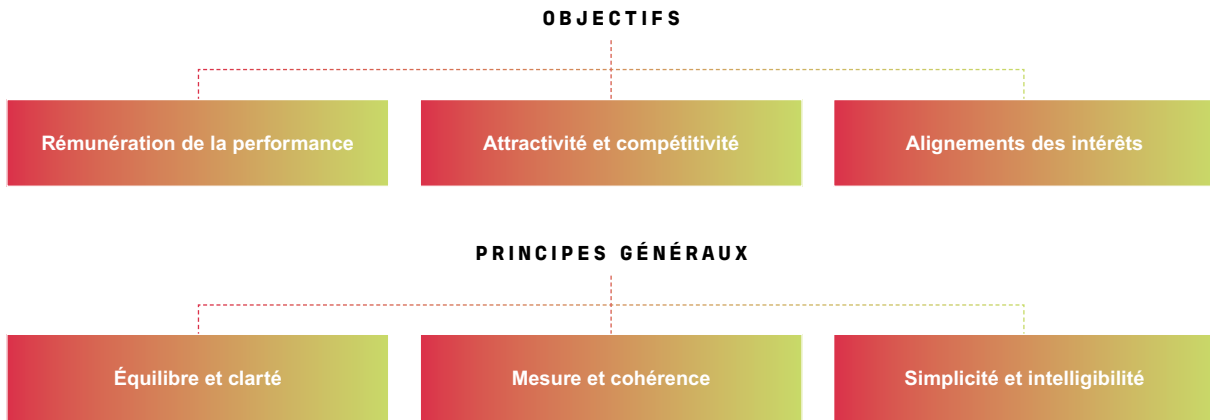 OBJECTIFS
Rémunération de la performance
Attractivité et compétitivité
Alignements des intérêts
PRINCIPES GÉNÉRAUX
Équilibre et clarté
Mesure et cohérence
Simplicité et intelligibilité